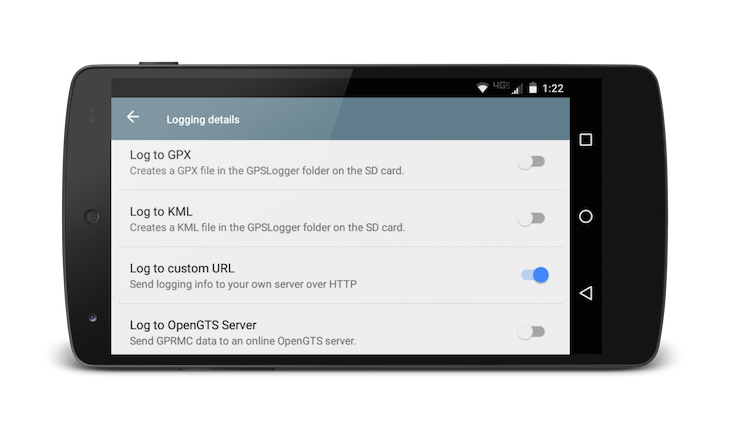 4G
1:22
Logging details
Log to GPX
Creates a GPX file in the GPSLogger folder on the SD card.
Log to KML
Creates a KML file in the GPSLogger folder on the SD card.
Log to custom URL
Send logging info to your own server over HTTP
Log to OpenGTS Server
Send GPRMC data to an online OpenGTS server.